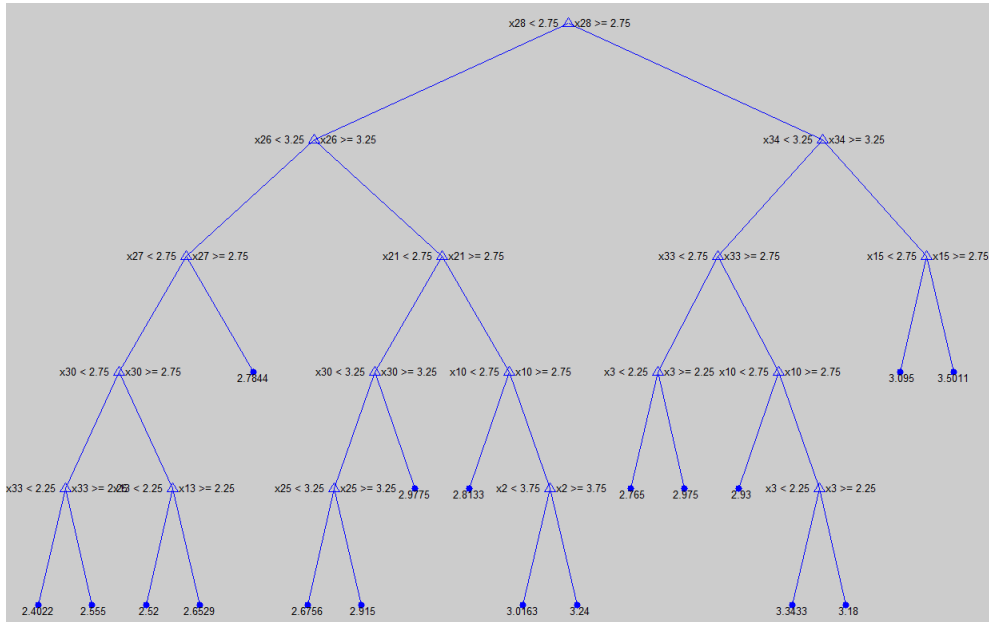 x28 < 2.75 x28 >= 2.75
x26 < 3.25 x26 >= 3.25 x34 < 3.25 x34 >= 3.25
x27 < 2.75 x27 >= 2.75 x21 < 2.75 x21 >= 2.75 x33 < 2.75 x33 >= 2.75 x15 < 2.75 x15 >= 2.75
x30 < 2.75 x30 >= 2.75 2.7844 x30 < 3.25 x30 >= 3.25 x10 < 2.75 x10 >= 2.75 x3 < 2.25 x3 >= 2.25 x10 < 2.75 x10 >= 2.75 3.095 3.5011
x33 < 2.25 x33 >= 2.25 x13 < 2.25 x13 >= 2.25 x25 < 3.25 x25 >= 3.25 2.9775 2.8133 x2 < 3.75 x2 >= 3.75 2.765 2.975 2.93 x3 < 2.25 x3 >= 2.25
2.4022 2.555 2.52 2.6529 2.6756 2.915 3.0163 3.24 3.3433 3.18